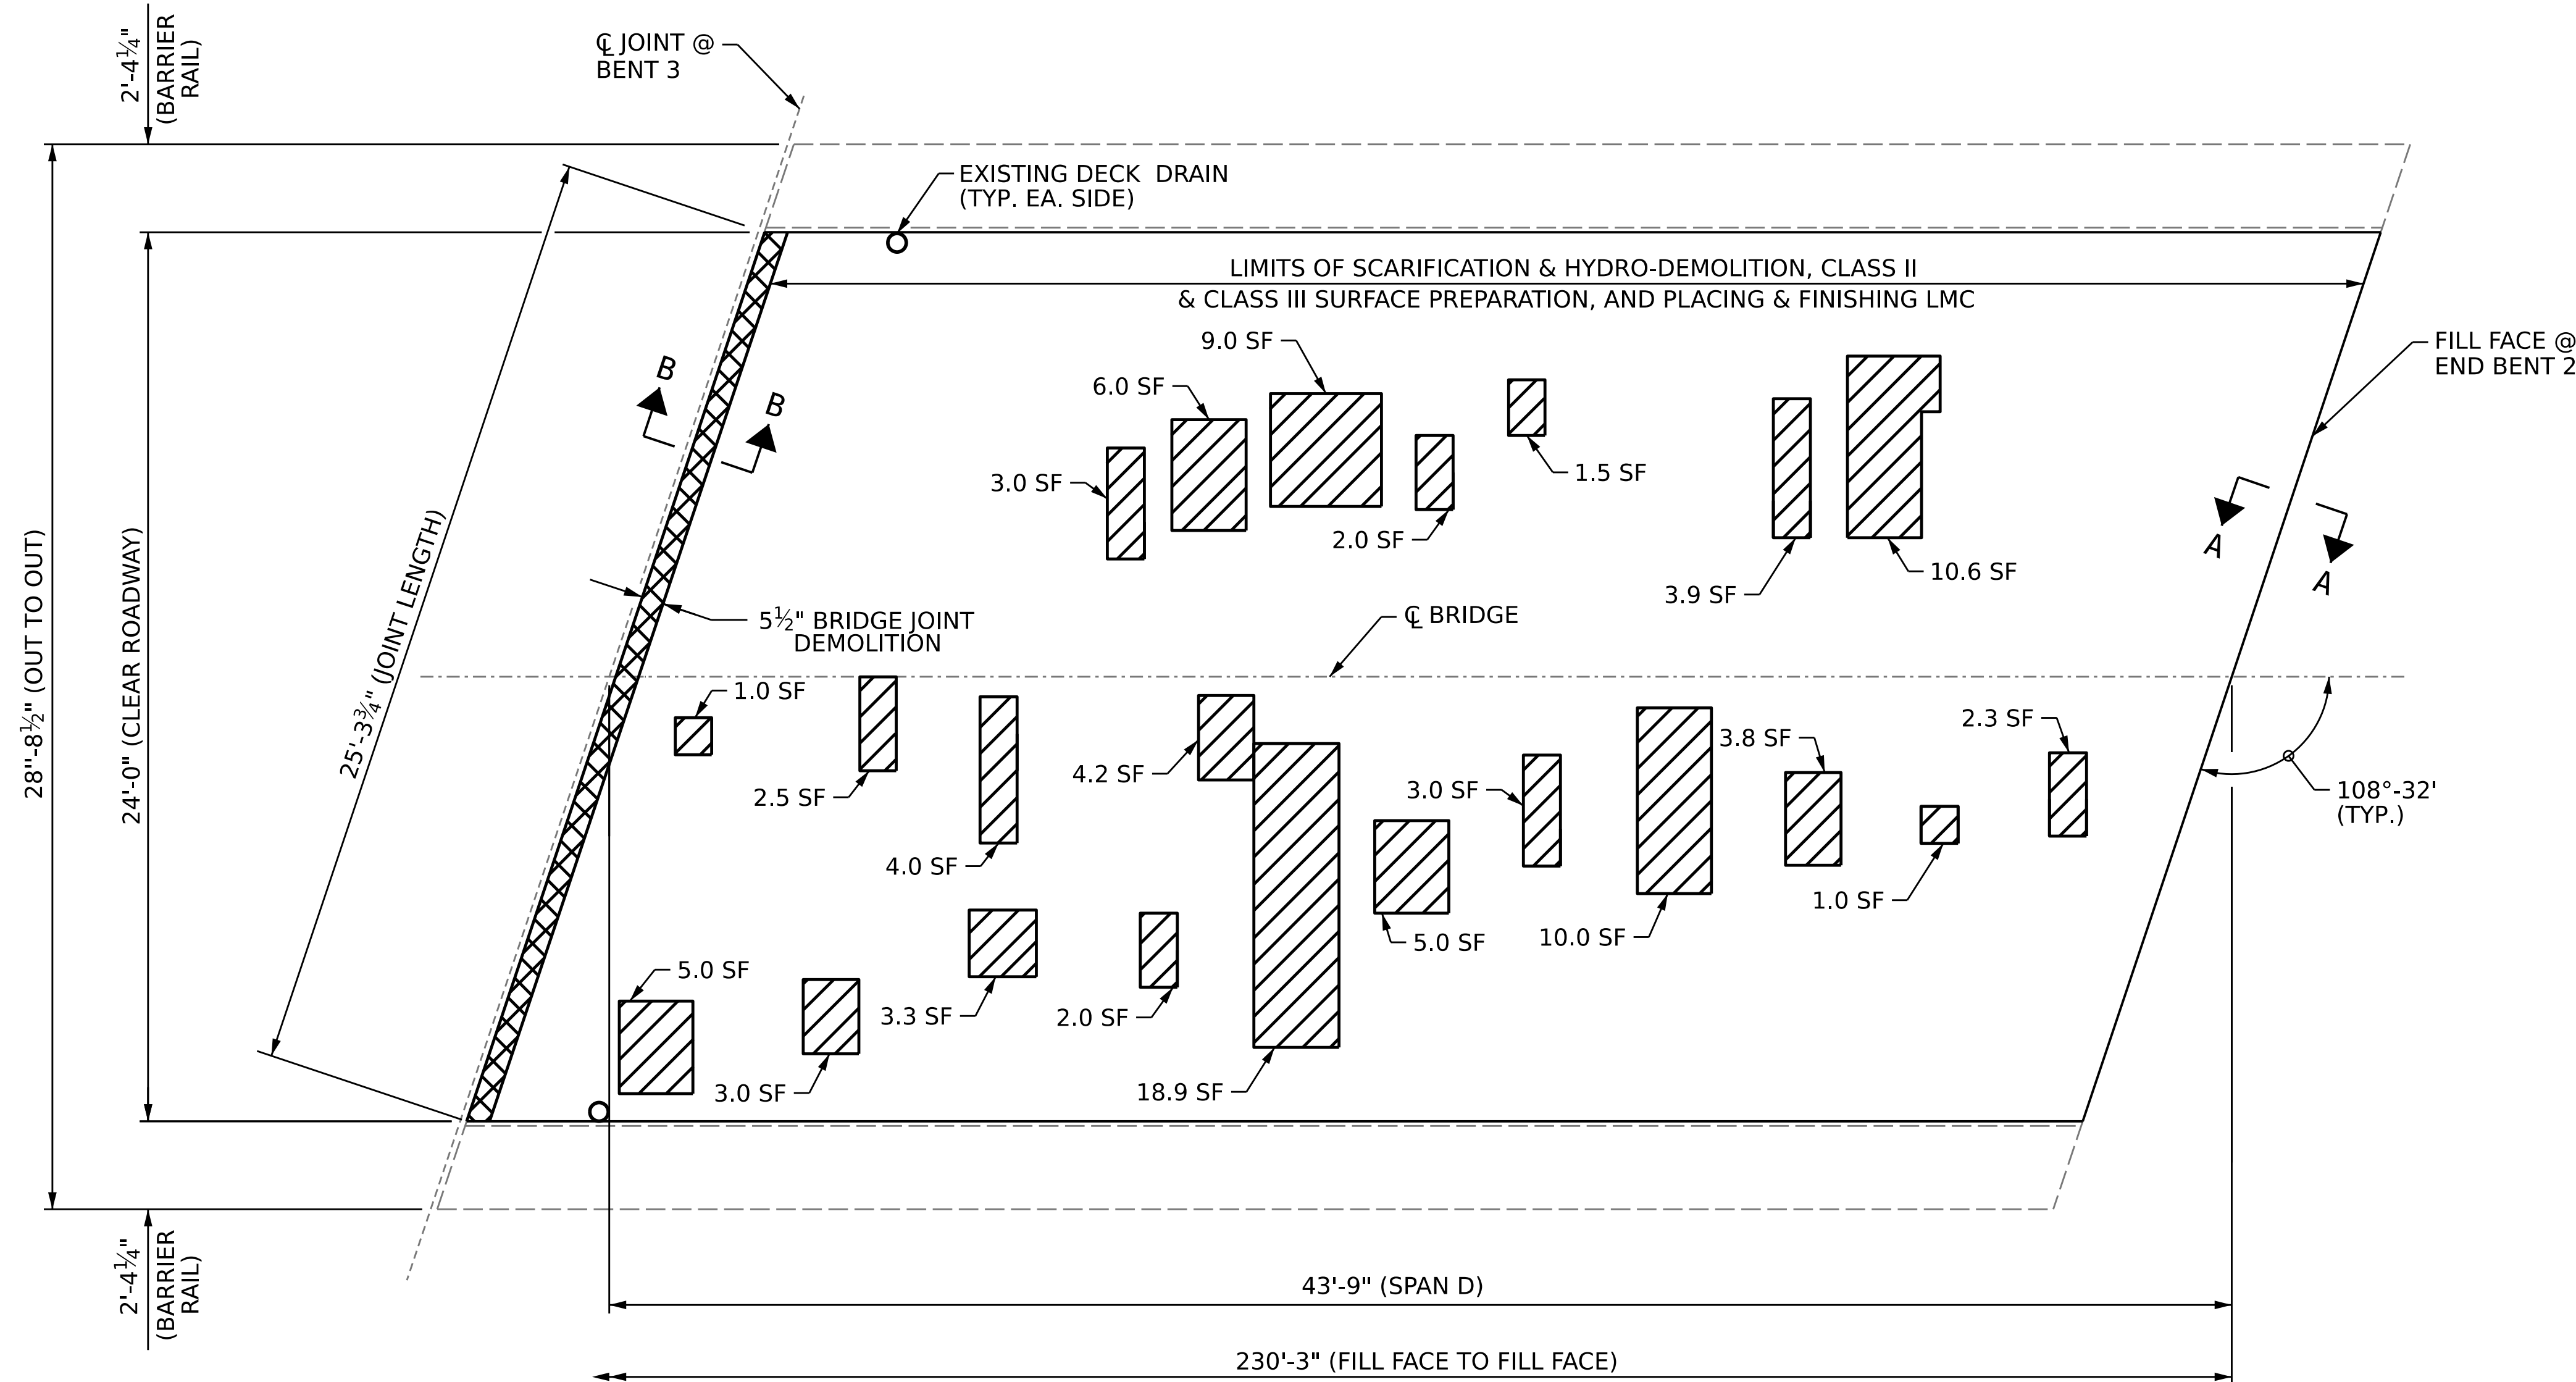 2'-4¼"
(BARRIER
RAIL)
℄ JOINT @
BENT 3
EXISTING DECK DRAIN
(TYP. EA. SIDE)
LIMITS OF SCARIFICATION & HYDRO-DEMOLITION, CLASS II
& CLASS III SURFACE PREPARATION, AND PLACING & FINISHING LMC
FILL FACE @
END BENT 2
9.0 SF
6.0 SF
B
B
3.0 SF
1.5 SF
2.0 SF
3.9 SF
10.6 SF
A
A
28''-8½" (OUT TO OUT)
24'-0" (CLEAR ROADWAY)
25'-3¾" (JOINT LENGTH)
5½" BRIDGE JOINT
DEMOLITION
℄ BRIDGE
1.0 SF
2.5 SF
4.0 SF
4.2 SF
3.0 SF
3.8 SF
2.3 SF
108°-32'
(TYP.)
1.0 SF
10.0 SF
5.0 SF
5.0 SF
3.3 SF
2.0 SF
3.0 SF
18.9 SF
2'-4¼"
(BARRIER
RAIL)
43'-9" (SPAN D)
230'-3" (FILL FACE TO FILL FACE)